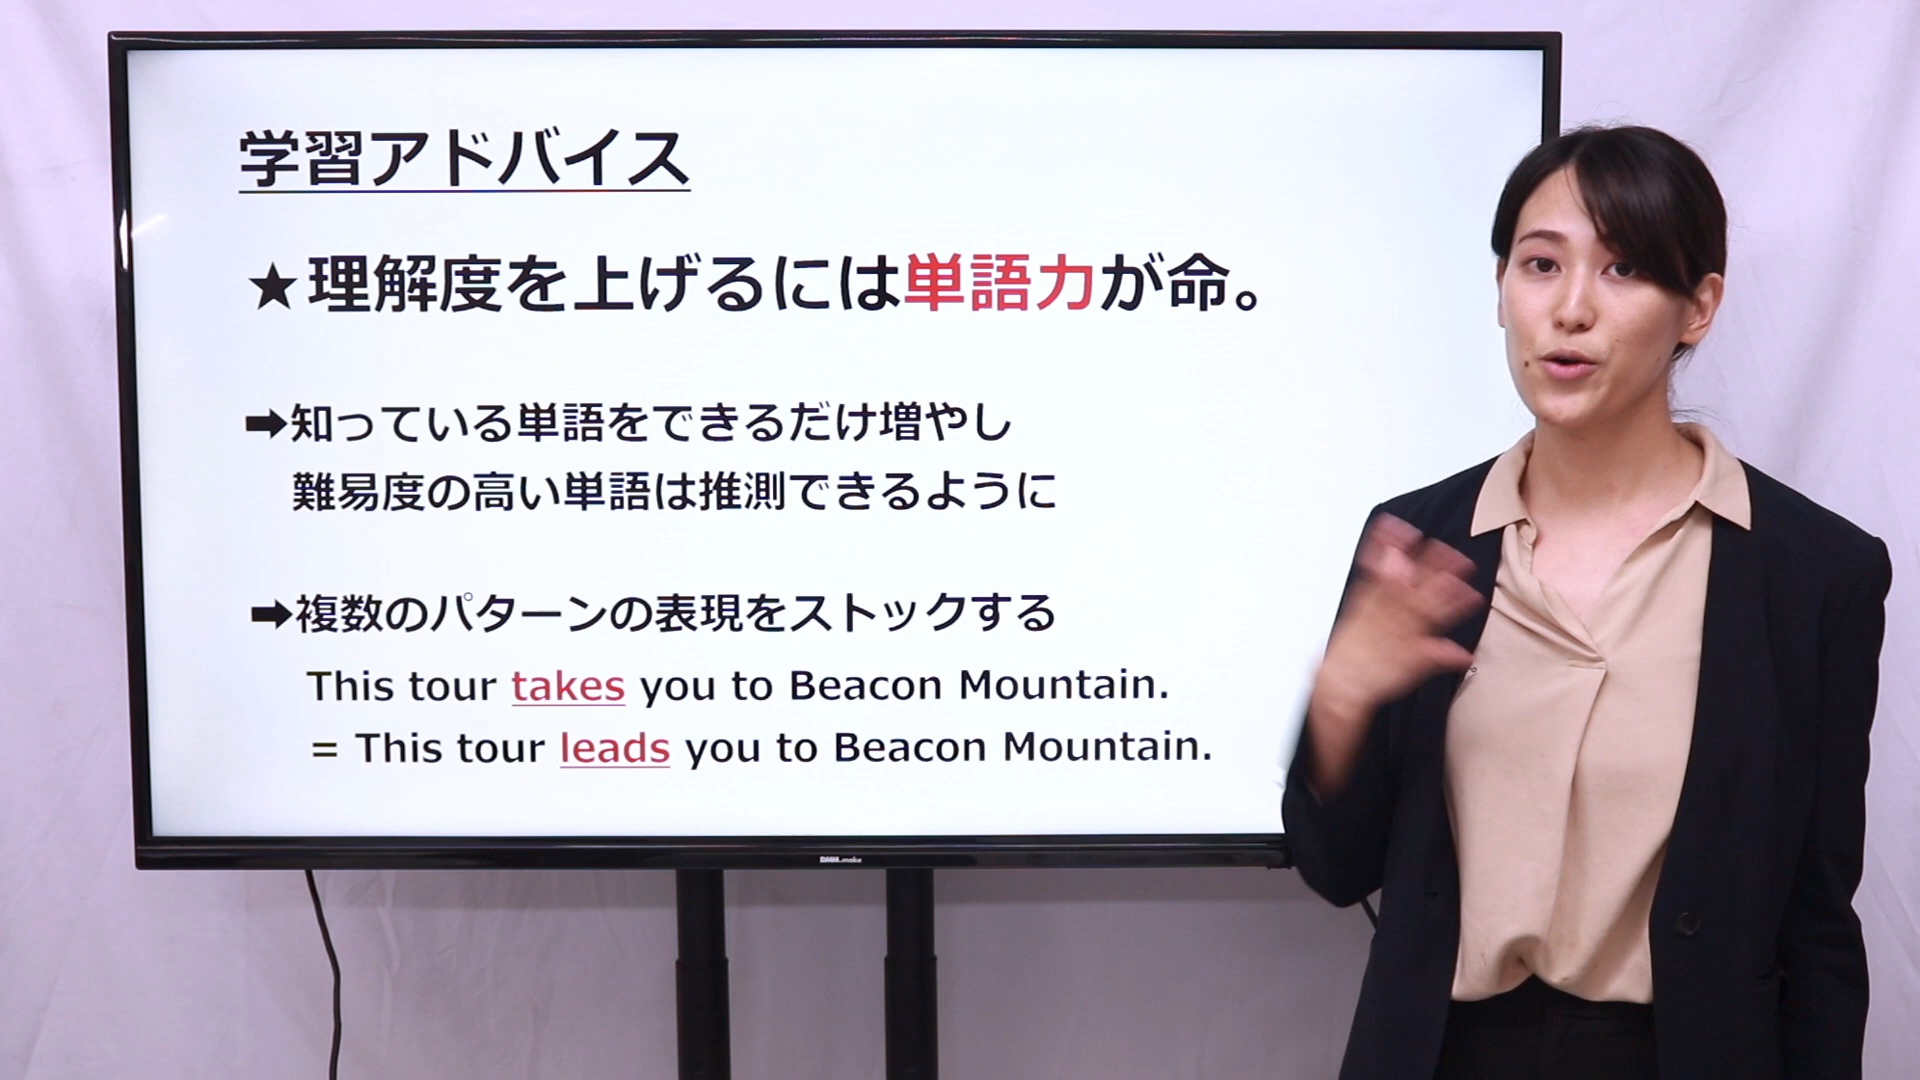 学習アドバイス
★理解度を上げるには単語力が命。
➡知っている単語をできるだけ増やし
難易度の高い単語は推測できるように
➡複数のパターンの表現をストックする
This tour takes you to Beacon Mountain.
= This tour leads you to Beacon Mountain.
DMM.make